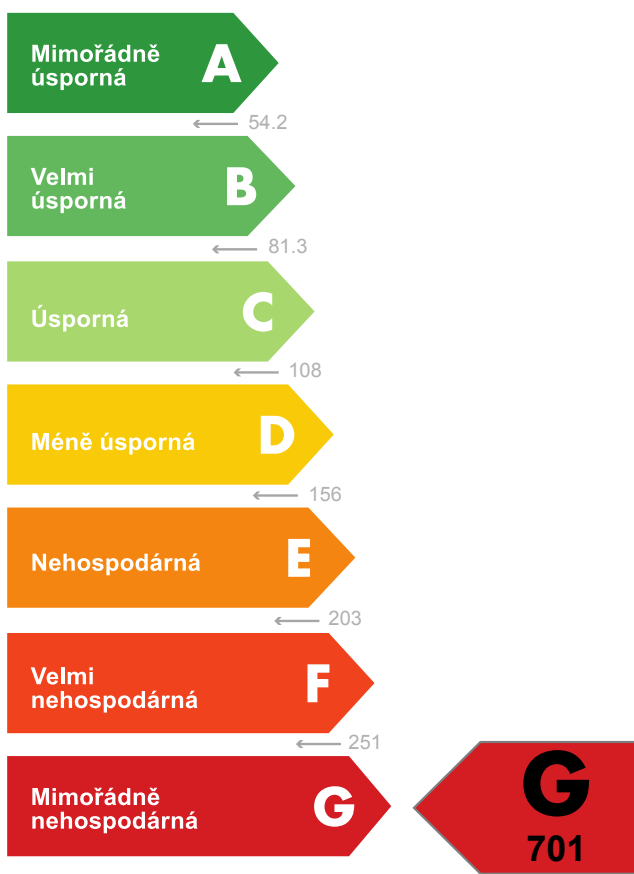 Mimořádně
úsporná
A
54.2
Velmi
úsporná
B
81.3
Úsporná
C
108
Méně úsporná
D
156
Nehospodárná
E
203
Velmi
nehospodárná
F
251
Mimořádně
nehospodárná
G
G
701